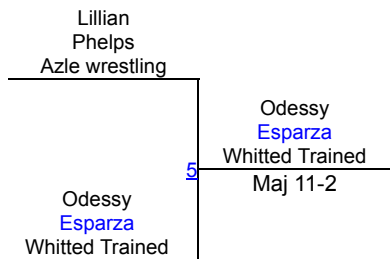 Lillian
Phelps
Azle wrestling
Odessy
Esparza
Whitted Trained
5
Maj 11-2
Odessy
Esparza
Whitted Trained